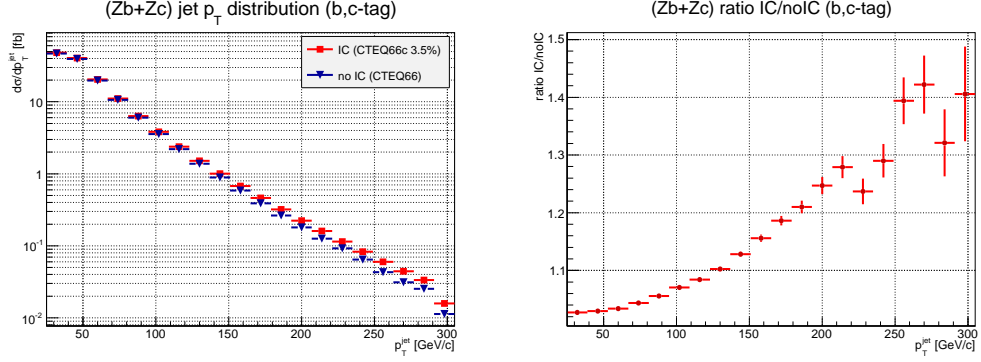 (Zb+Zc) jet p_T distribution (b,c-tag)
dσ/dp_T^jet [fb]
IC (CTEQ66c 3.5%)
no IC (CTEQ66)
10
1
10^-1
10^-2
50 100 150 200 250 300
p_T^jet [GeV/c]
(Zb+Zc) ratio IC/noIC (b,c-tag)
ratio IC/noIC
1.5
1.4
1.3
1.2
1.1
50 100 150 200 250 300
p_T^jet [GeV/c]